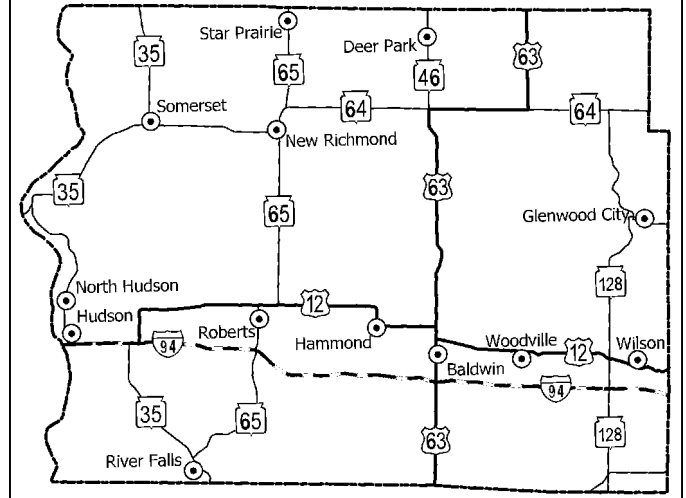 Star Prairie
Deer Park
35
65
46
63
Somerset
64
64
New Richmond
35
63
65
Glenwood City
North Hudson
128
Hudson
12
Roberts
Hammond
Woodville
Wilson
94
12
Baldwin
94
35
65
63
128
River Falls